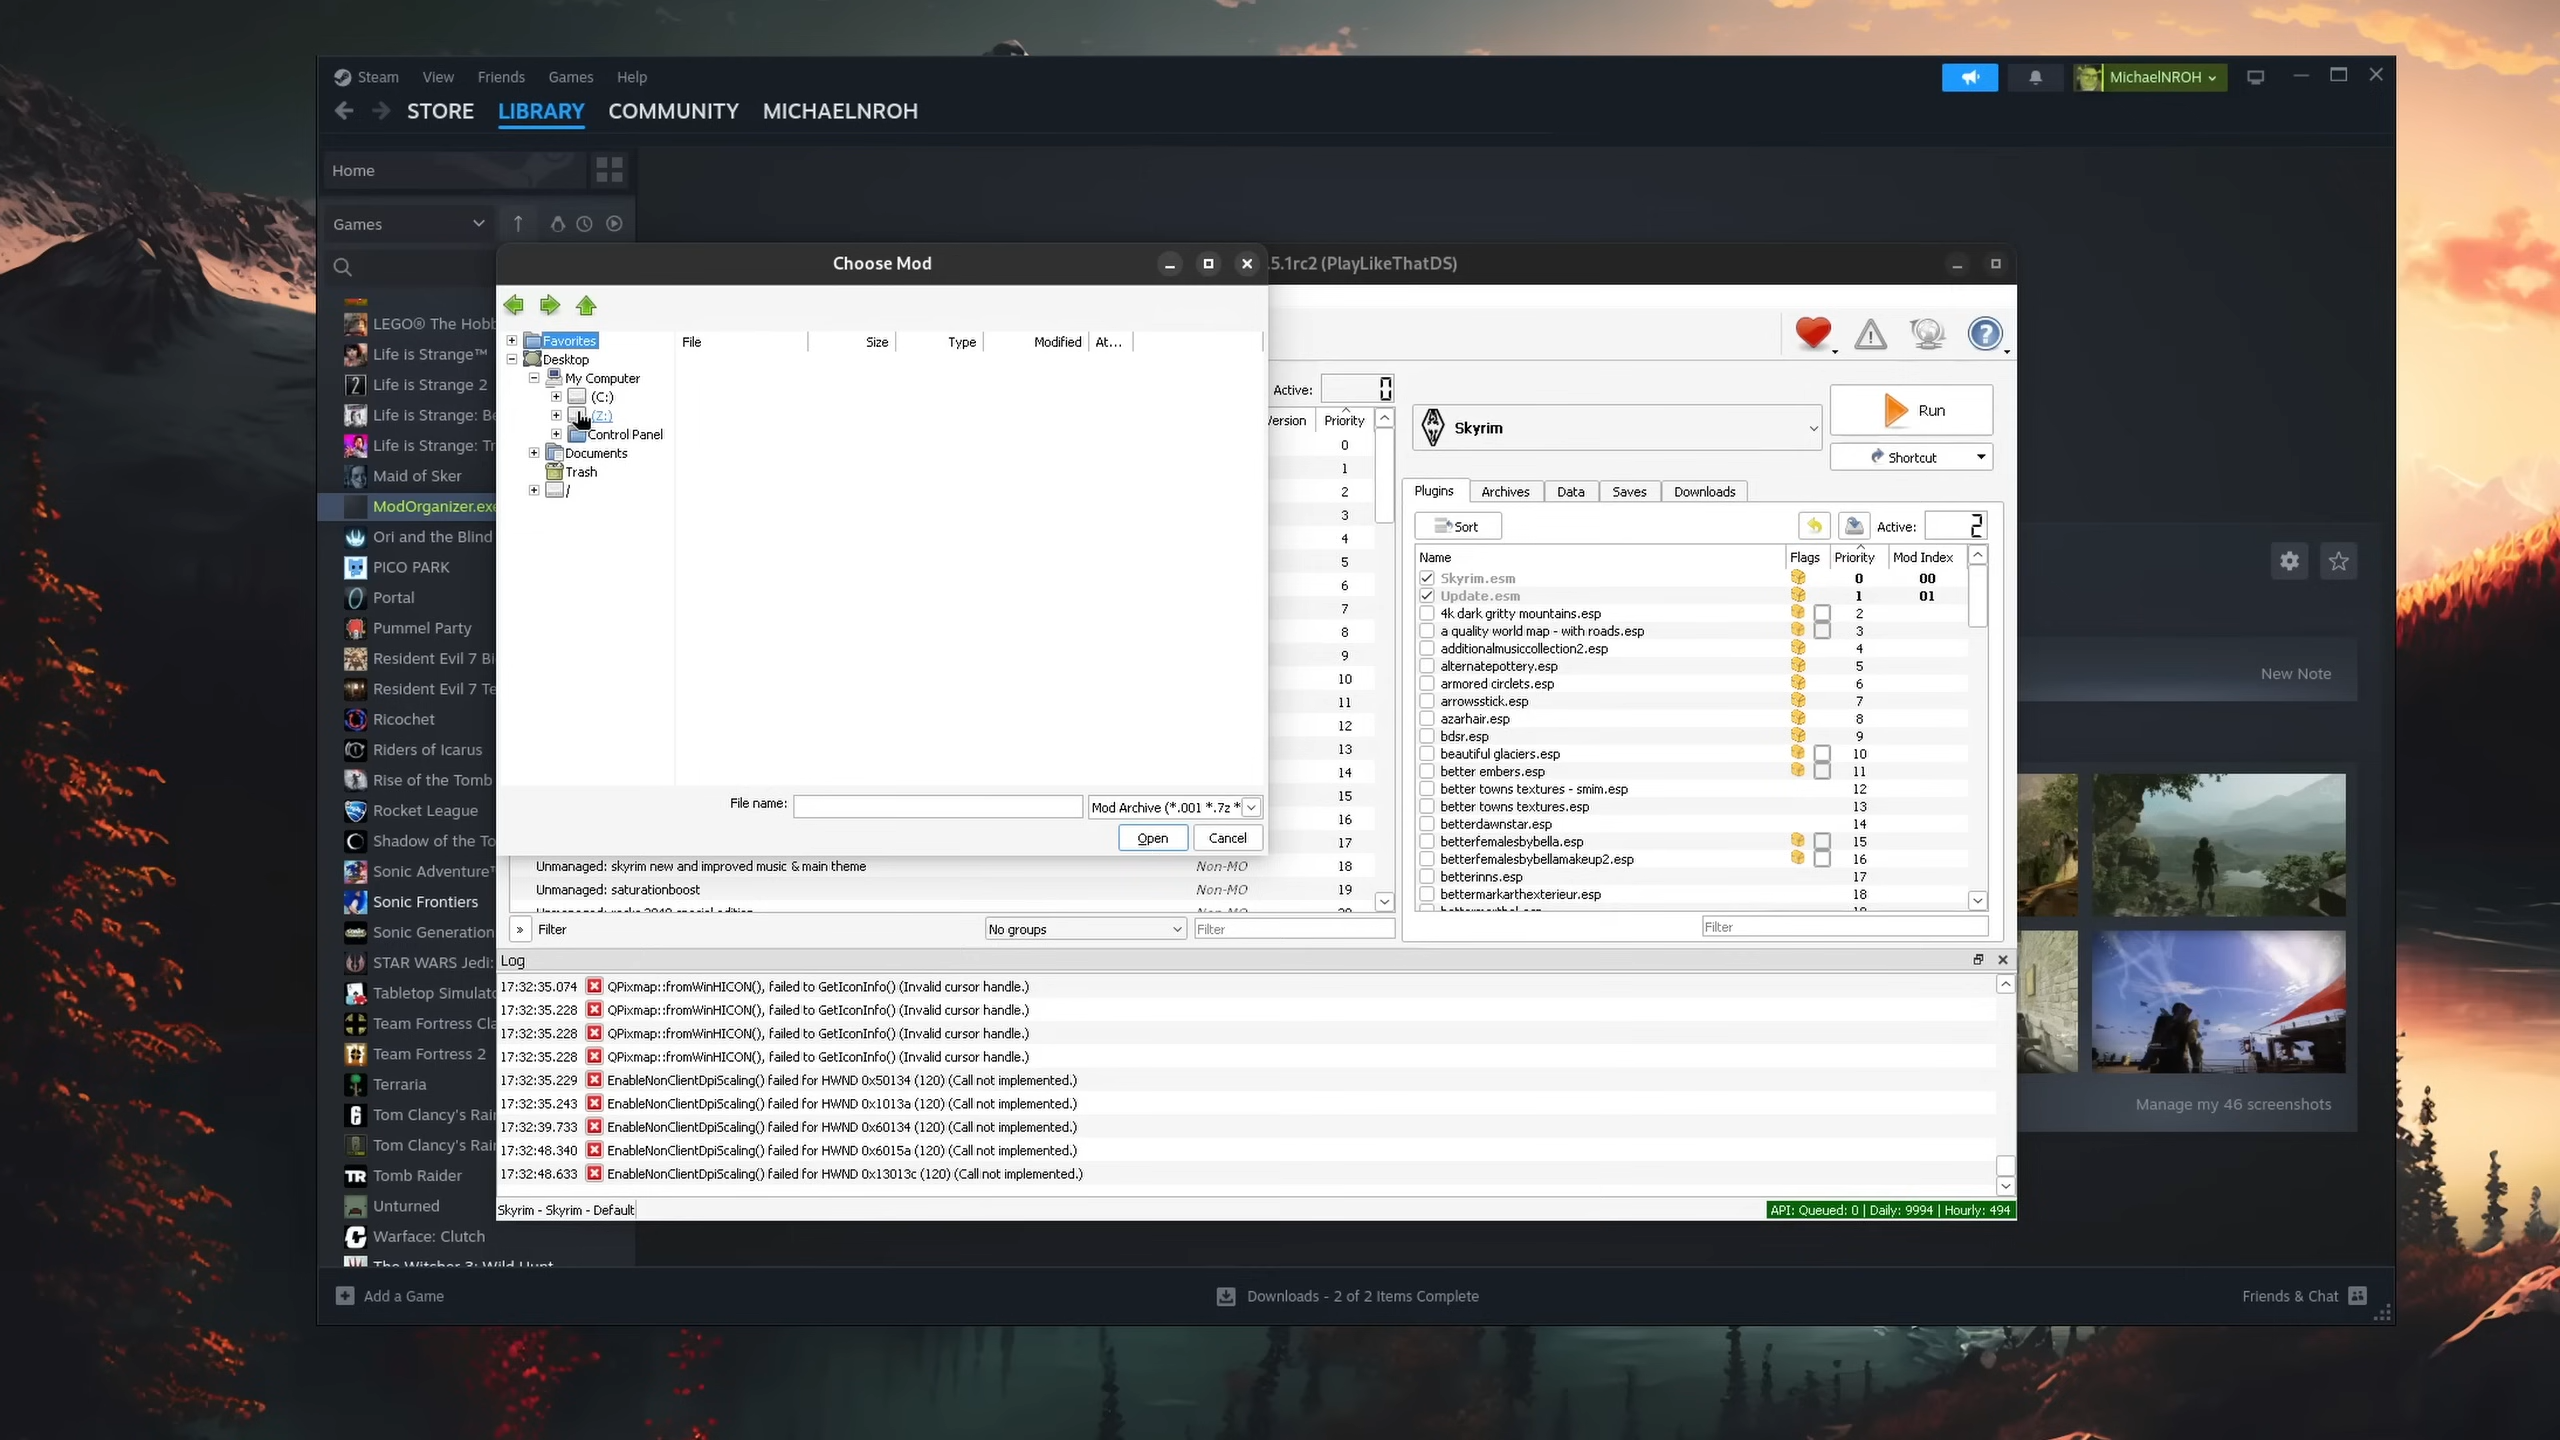 Steam View Friends Games Help MichaelNROH
STORE LIBRARY COMMUNITY MICHAELNROH
Home
Games
LEGO® The Hobb
Life is Strange™
Life is Strange 2
Life is Strange: Be
Life is Strange: Tr
Maid of Sker
ModOrganizer.exe
Ori and the Blind
PICO PARK
Portal
Pummel Party
Resident Evil 7 Bi
Resident Evil 7 Te
Ricochet
Riders of Icarus
Rise of the Tomb
Rocket League
Shadow of the To
Sonic Adventure™
Sonic Frontiers
Sonic Generation
STAR WARS Jedi:
Tabletop Simulato
Team Fortress Cla
Team Fortress 2
Terraria
Tom Clancy's Rai
Tom Clancy's Rai
Tomb Raider
Unturned
Warface: Clutch
The Witcher 3: Wild Hunt
Choose Mod
Favorites
Desktop
My Computer
(C:)
(Z:)
Control Panel
Documents
Trash
/
File Size Type Modified At...
File name:
Mod Archive (*.001 *.7z *
Open Cancel
.5.1rc2 (PlayLikeThatDS)
Active: 0
Version Priority
0
1
2
3
4
5
6
7
8
9
10
11
12
13
14
15
16
17
Unmanaged: skyrim new and improved music & main theme Non-MO 18
Unmanaged: saturationboost Non-MO 19
Filter No groups Filter
Skyrim
Run
Shortcut
Plugins Archives Data Saves Downloads
Sort Active: 2
Name Flags Priority Mod Index
Skyrim.esm 0 00
Update.esm 1 01
4k dark gritty mountains.esp 2
a quality world map - with roads.esp 3
additionalmusiccollection2.esp 4
alternatepottery.esp 5
armored circlets.esp 6
arrowsstick.esp 7
azarhair.esp 8
bdsr.esp 9
beautiful glaciers.esp 10
better embers.esp 11
better towns textures - smim.esp 12
better towns textures.esp 13
betterdawnstar.esp 14
betterfemalesbybella.esp 15
betterfemalesbybellamakeup2.esp 16
betterinns.esp 17
bettermarkarthexterieur.esp 18
Filter
Log
17:32:35.074 QPixmap::fromWinHICON(), failed to GetIconInfo() (Invalid cursor handle.)
17:32:35.228 QPixmap::fromWinHICON(), failed to GetIconInfo() (Invalid cursor handle.)
17:32:35.228 QPixmap::fromWinHICON(), failed to GetIconInfo() (Invalid cursor handle.)
17:32:35.228 QPixmap::fromWinHICON(), failed to GetIconInfo() (Invalid cursor handle.)
17:32:35.229 EnableNonClientDpiScaling() failed for HWND 0x50134 (120) (Call not implemented.)
17:32:35.243 EnableNonClientDpiScaling() failed for HWND 0x1013a (120) (Call not implemented.)
17:32:39.733 EnableNonClientDpiScaling() failed for HWND 0x60134 (120) (Call not implemented.)
17:32:48.340 EnableNonClientDpiScaling() failed for HWND 0x6015a (120) (Call not implemented.)
17:32:48.633 EnableNonClientDpiScaling() failed for HWND 0x13013c (120) (Call not implemented.)
Skyrim - Skyrim - Default API: Queued: 0 | Daily: 9994 | Hourly: 494
New Note
Manage my 46 screenshots
Add a Game Downloads - 2 of 2 Items Complete Friends & Chat